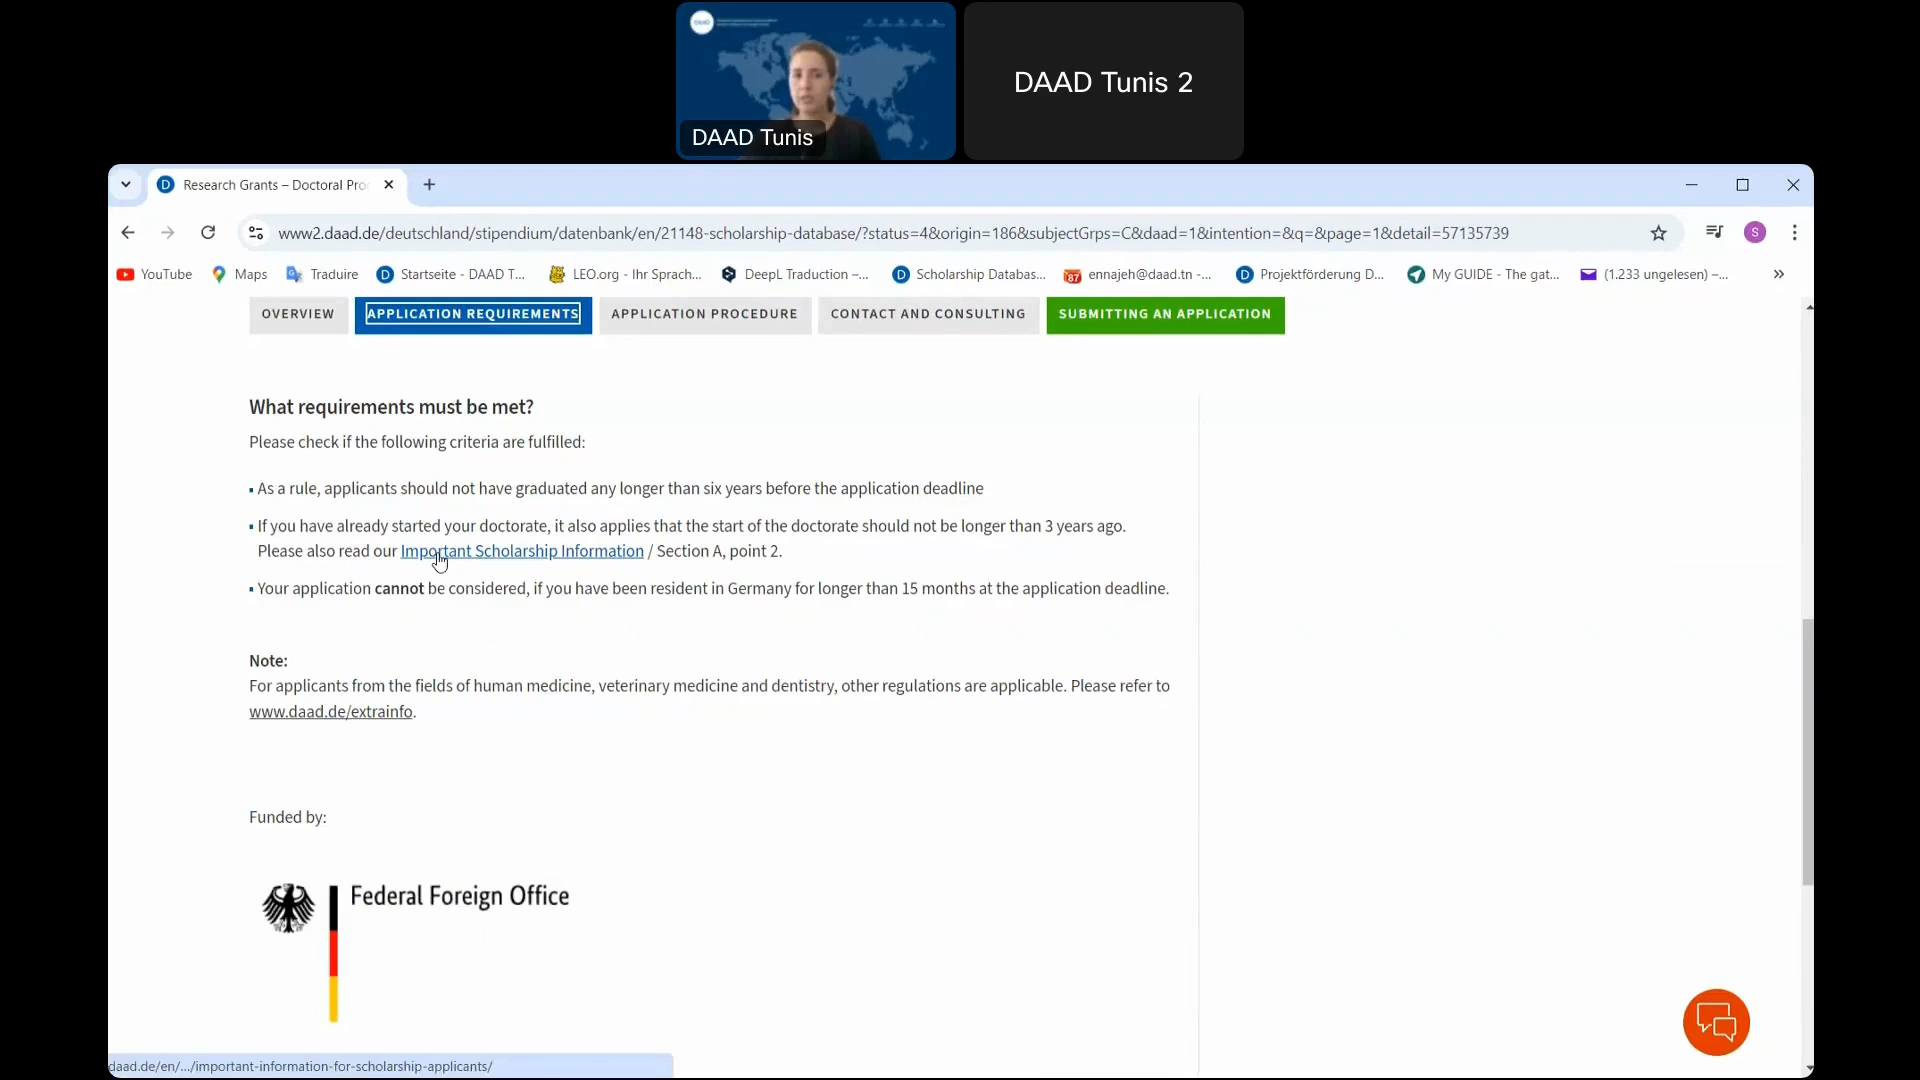 DAAD
DAAD Tunis
DAAD Tunis 2
Research Grants – Doctoral Pro
www2.daad.de/deutschland/stipendium/datenbank/en/21148-scholarship-database/?status=4&origin=186&subjectGrps=C&daad=1&intention=&q=&page=1&detail=57135739
S
YouTube Maps Traduire Startseite - DAAD T... LEO.org - Ihr Sprach... DeepL Traduction –... Scholarship Databas... 87 ennajeh@daad.tn -... Projektförderung D... My GUIDE - The gat... (1.233 ungelesen) –... »
OVERVIEW APPLICATION REQUIREMENTS APPLICATION PROCEDURE CONTACT AND CONSULTING SUBMITTING AN APPLICATION
What requirements must be met?
Please check if the following criteria are fulfilled:
▪ As a rule, applicants should not have graduated any longer than six years before the application deadline
▪ If you have already started your doctorate, it also applies that the start of the doctorate should not be longer than 3 years ago.
Please also read our Important Scholarship Information / Section A, point 2.
▪ Your application cannot be considered, if you have been resident in Germany for longer than 15 months at the application deadline.
Note:
For applicants from the fields of human medicine, veterinary medicine and dentistry, other regulations are applicable. Please refer to
www.daad.de/extrainfo.
Funded by:
Federal Foreign Office
daad.de/en/.../important-information-for-scholarship-applicants/